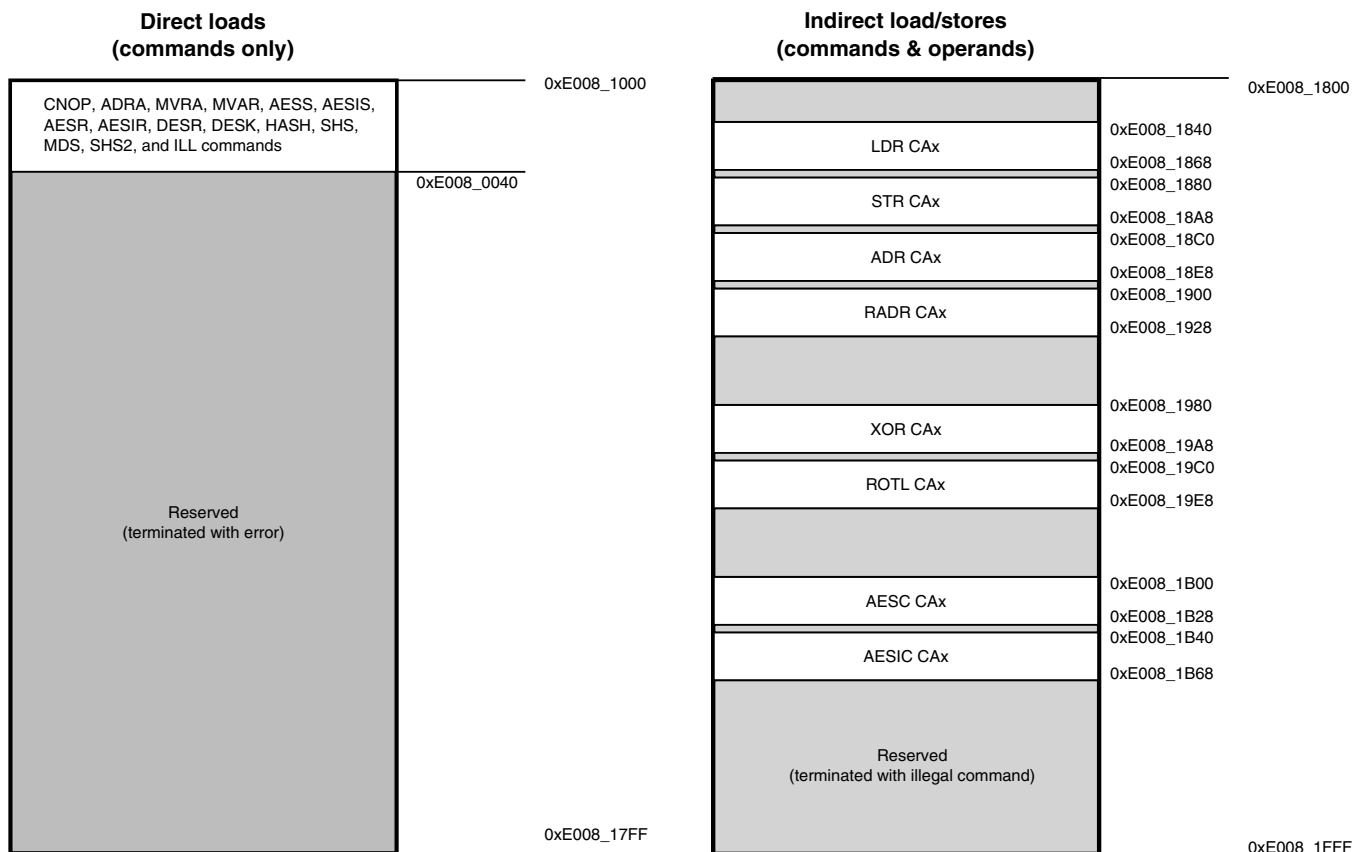 Direct loads
(commands only)
0xE008_1000
CNOP, ADRA, MVRA, MVAR, AESS, AESIS,
AESR, AESIR, DESR, DESK, HASH, SHS,
MDS, SHS2, and ILL commands
0xE008_0040
Reserved
(terminated with error)
0xE008_17FF
Indirect load/stores
(commands & operands)
0xE008_1800
0xE008_1840
LDR CAx
0xE008_1868
0xE008_1880
STR CAx
0xE008_18A8
0xE008_18C0
ADR CAx
0xE008_18E8
0xE008_1900
RADR CAx
0xE008_1928
0xE008_1980
XOR CAx
0xE008_19A8
0xE008_19C0
ROTL CAx
0xE008_19E8
0xE008_1B00
AESC CAx
0xE008_1B28
0xE008_1B40
AESIC CAx
0xE008_1B68
Reserved
(terminated with illegal command)
0xE008_1FFF